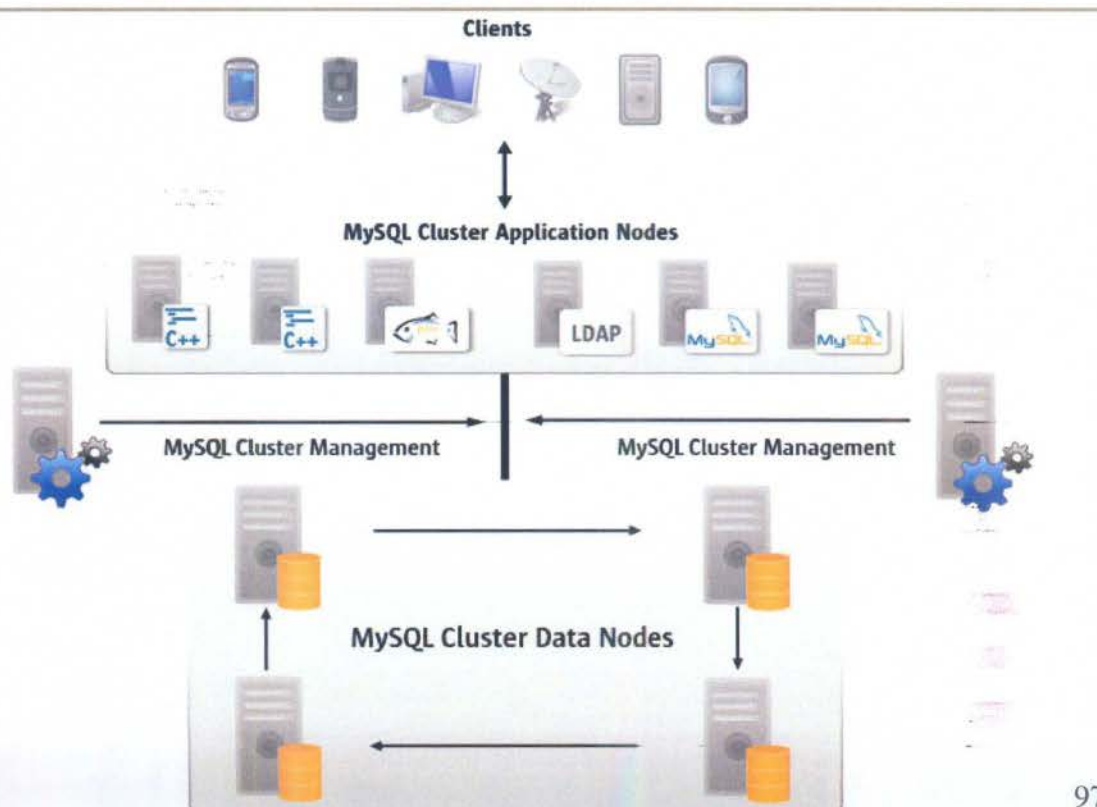 Clients
MySQL Cluster Application Nodes
C++
C++
LDAP
MySQL
MySQL
MySQL Cluster Management
MySQL Cluster Management
MySQL Cluster Data Nodes
97